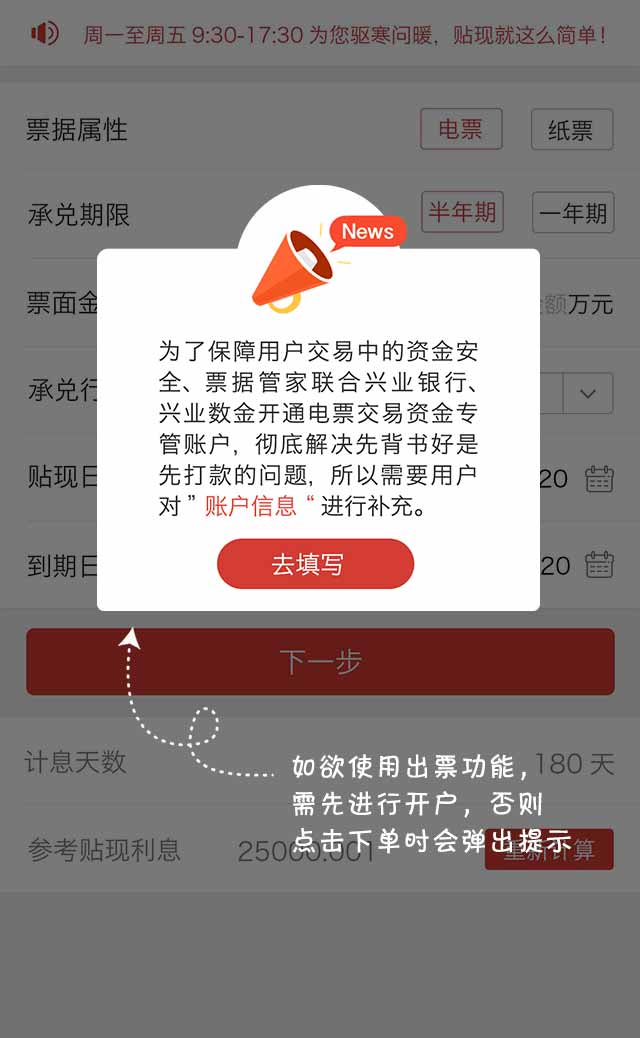 周一至周五 9:30-17:30 为您驱寒问暖，贴现就这么简单！
票据属性 电票 纸票
承兑期限 半年期 一年期
News
票面金 额万元
为了保障用户交易中的资金安
全、票据管家联合兴业银行、
承兑行
兴业数金开通电票交易资金专
管账户，彻底解决先背书好是
贴现日 20
先打款的问题，所以需要用户
对”账户信息“进行补充。
到期日 20
去填写
下一步
计息天数 180 天
如欲使用出票功能，
需先进行开户，否则
点击下单时会弹出提示
参考贴现利息 25000.001 重新计算